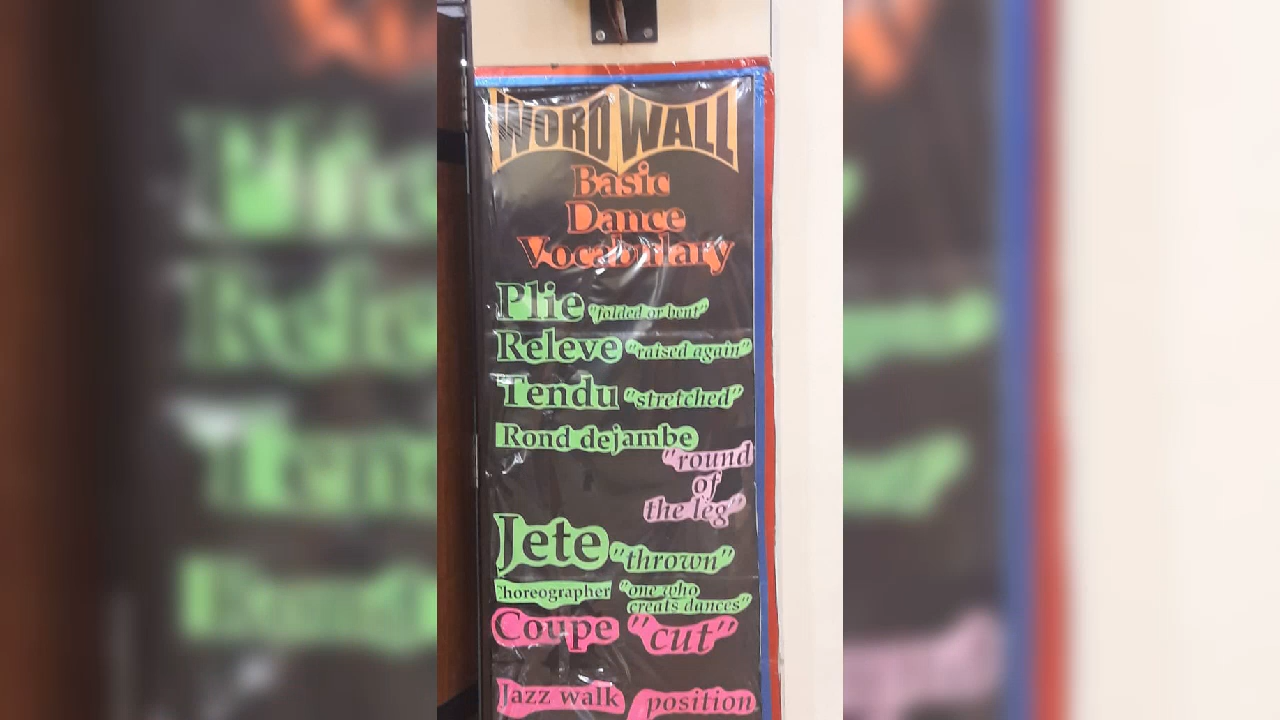 WORD WALL
Basic
Dance
Vocabulary
Plie "folded or bent"
Releve "raised again"
Tendu "stretched"
Rond dejambe
"round
of
the leg"
Jete "thrown"
Choreographer "one who
creats dances"
Coupe "cut"
Jazz walk position